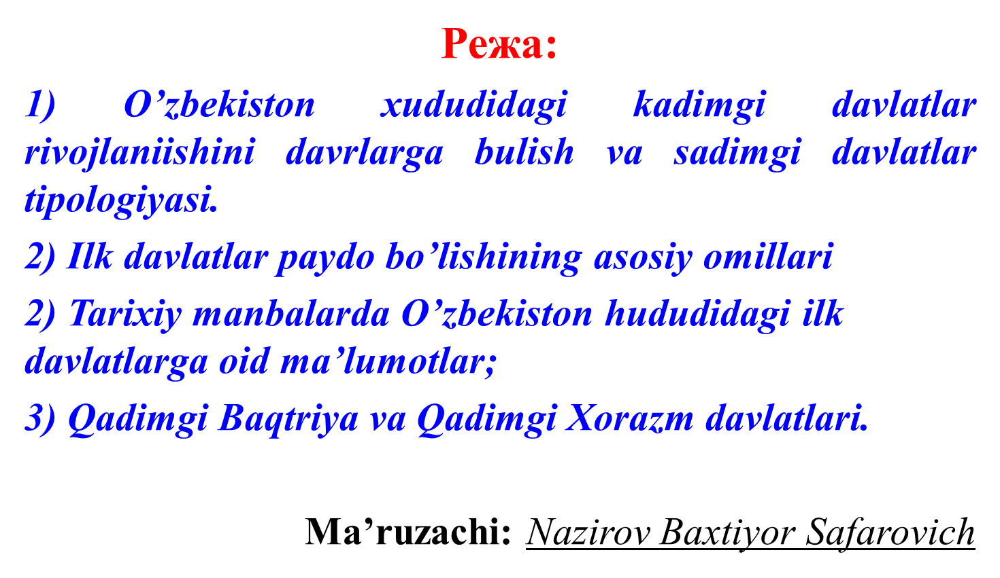 Режа:
1) O’zbekiston xududidagi kadimgi davlatlar
rivojlaniishini davrlarga bulish va sadimgi davlatlar
tipologiyasi.
2) Ilk davlatlar paydo bo’lishining asosiy omillari
2) Tarixiy manbalarda O’zbekiston hududidagi ilk
davlatlarga oid ma’lumotlar;
3) Qadimgi Baqtriya va Qadimgi Xorazm davlatlari.
Ma’ruzachi: Nazirov Baxtiyor Safarovich